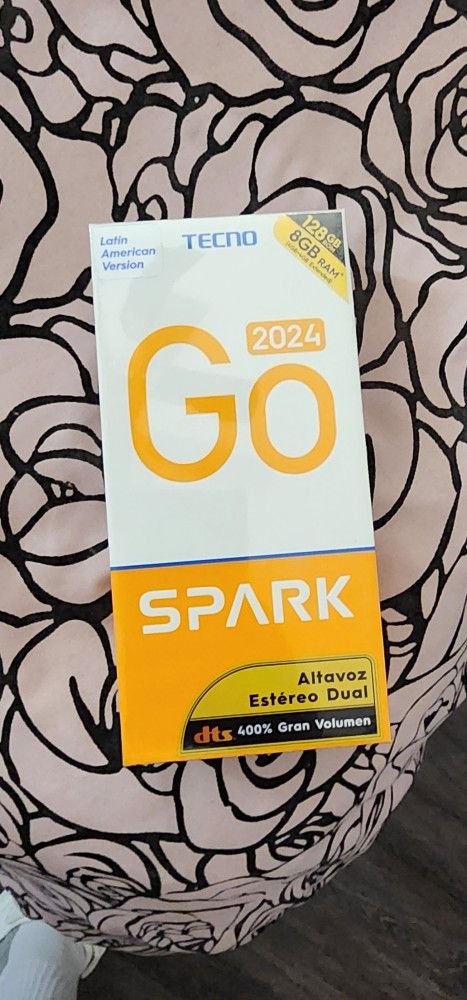 Latin
American
Version
TECNO
128GB
8GB RAM*
2024
Go
SPARK
Altavoz
Estéreo Dual
dts 400% Gran Volumen